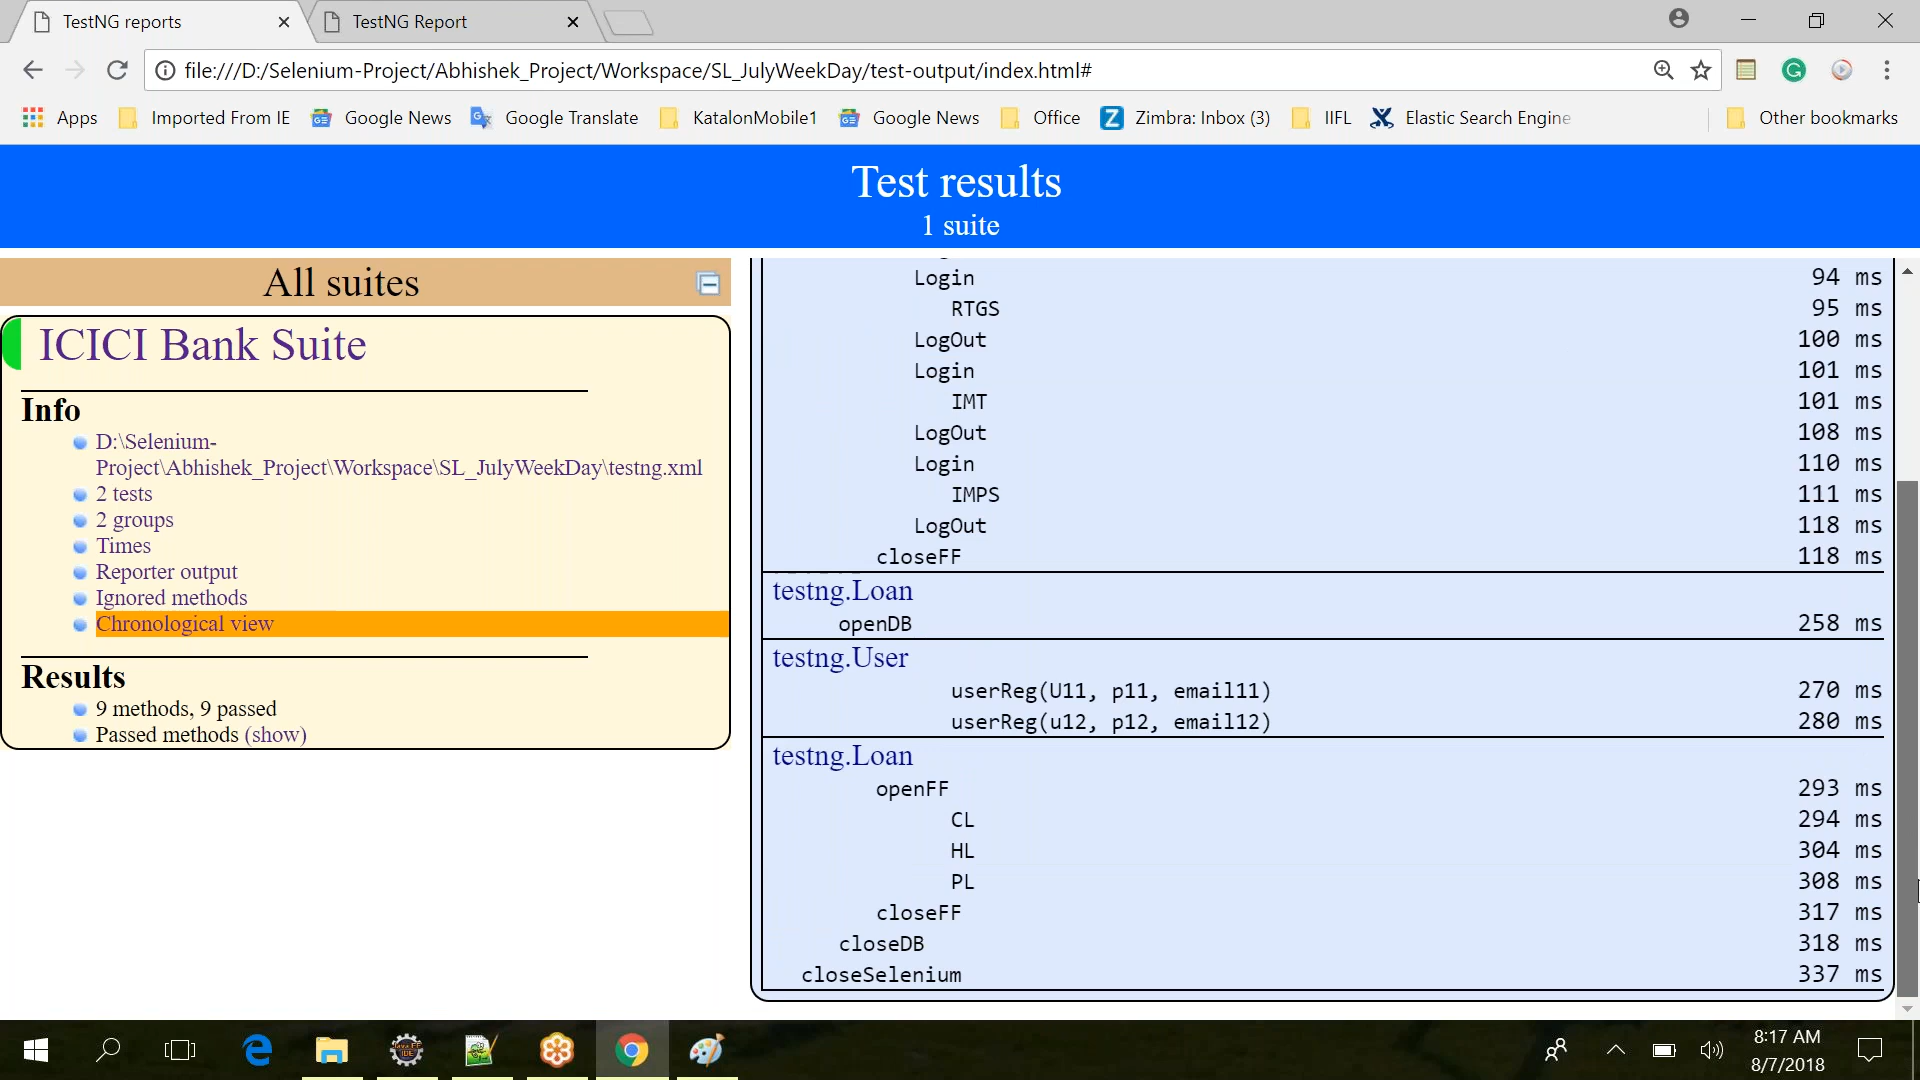 TestNG reports
TestNG Report
file:///D:/Selenium-Project/Abhishek_Project/Workspace/SL_JulyWeekDay/test-output/index.html#
Apps
Imported From IE
Google News
Google Translate
KatalonMobile1
Google News
Office
Zimbra: Inbox (3)
IIFL
Elastic Search Engine
Other bookmarks
Test results
1 suite
All suites
ICICI Bank Suite
Info
D:\Selenium-
Project\Abhishek_Project\Workspace\SL_JulyWeekDay\testng.xml
2 tests
2 groups
Times
Reporter output
Ignored methods
Chronological view
Results
9 methods, 9 passed
Passed methods (show)
Login 94 ms
RTGS 95 ms
LogOut 100 ms
Login 101 ms
IMT 101 ms
LogOut 108 ms
Login 110 ms
IMPS 111 ms
LogOut 118 ms
closeFF 118 ms
testng.Loan
openDB 258 ms
testng.User
userReg(U11, p11, email11) 270 ms
userReg(u12, p12, email12) 280 ms
testng.Loan
openFF 293 ms
CL 294 ms
HL 304 ms
PL 308 ms
closeFF 317 ms
closeDB 318 ms
closeSelenium 337 ms
8:17 AM
8/7/2018